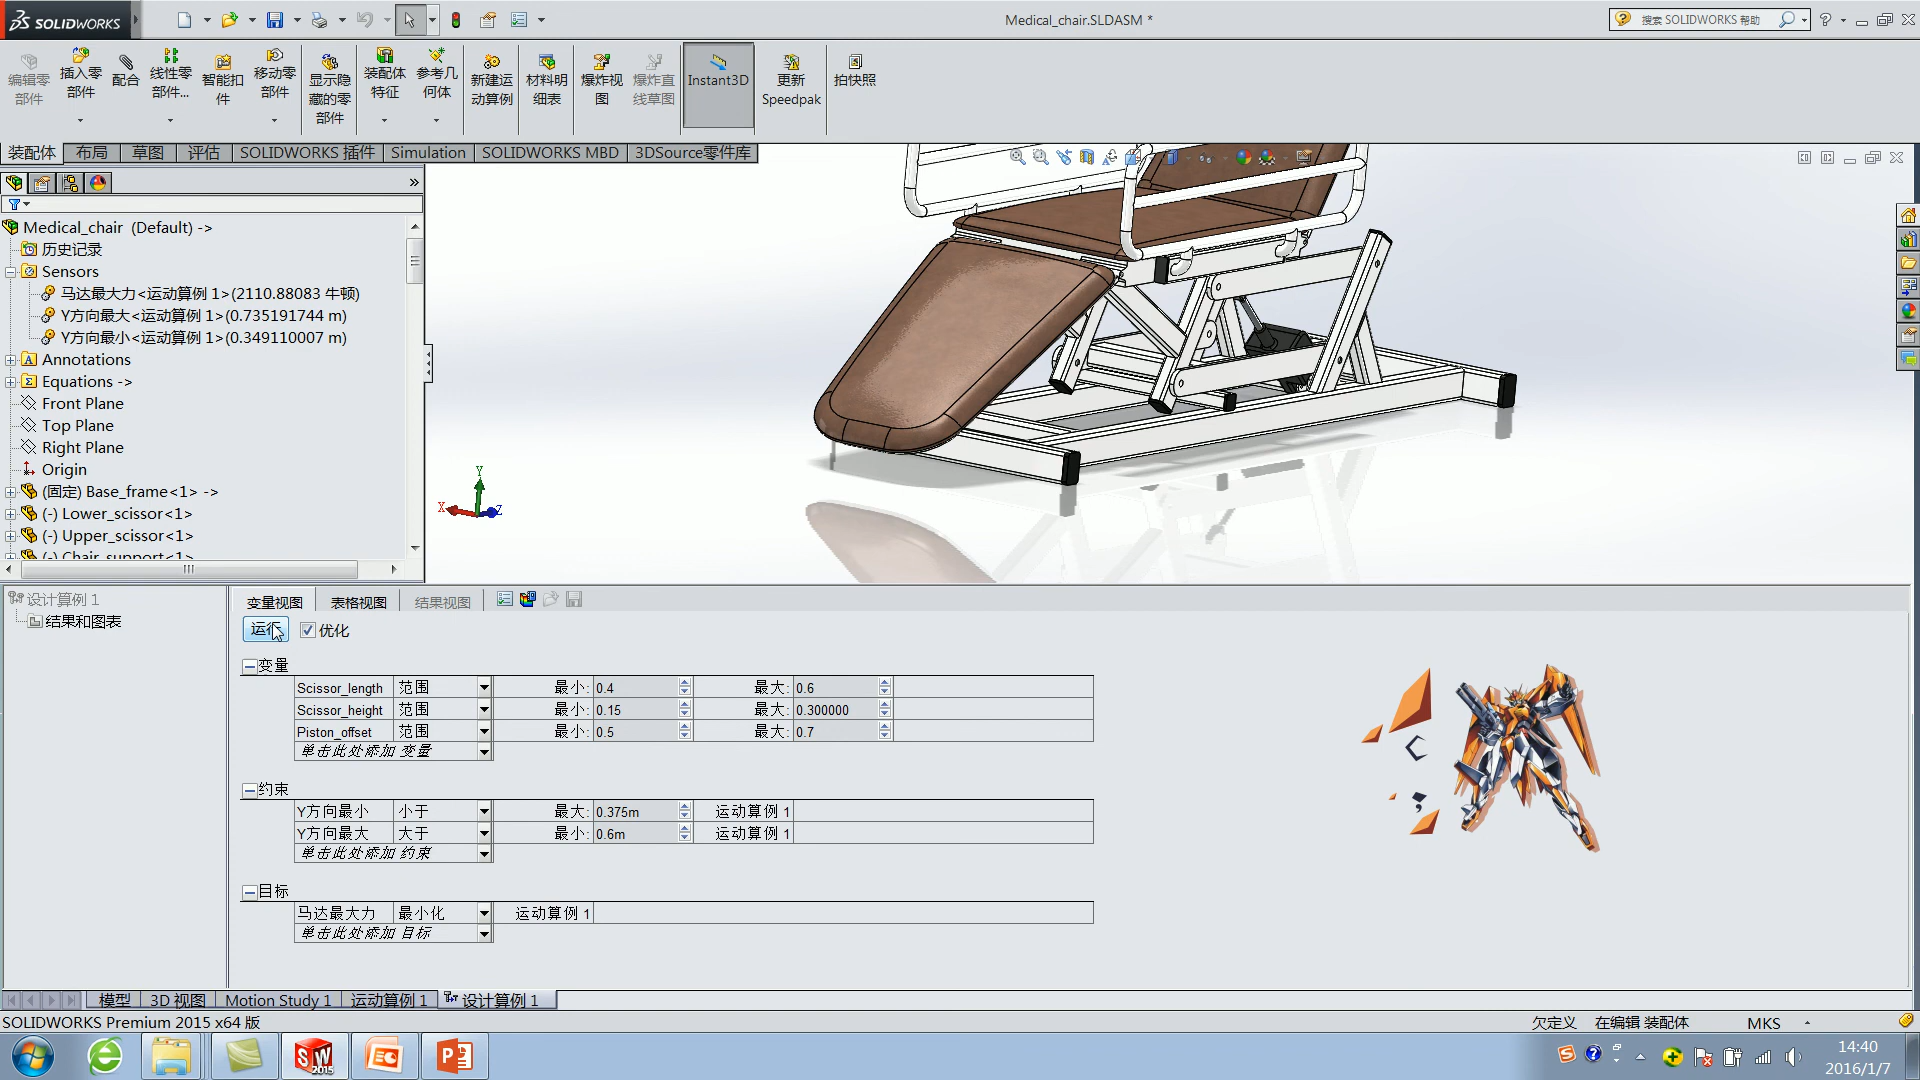 SOLIDWORKS
Medical_chair.SLDASM *
搜索 SOLIDWORKS 帮助
编辑零部件
插入零部件
配合
线性零部件...
智能扣件
移动零部件
显示隐藏的零部件
装配体特征
参考几何体
新建运动算例
材料明细表
爆炸视图
爆炸直线草图
Instant3D
更新 Speedpak
拍快照
装配体
布局
草图
评估
SOLIDWORKS 插件
Simulation
SOLIDWORKS MBD
3DSource零件库
Medical_chair (Default) ->
历史记录
Sensors
马达最大力<运动算例 1>(2110.88083 牛顿)
Y方向最大<运动算例 1>(0.735191744 m)
Y方向最小<运动算例 1>(0.349110007 m)
Annotations
Equations ->
Front Plane
Top Plane
Right Plane
Origin
(固定) Base_frame<1> ->
(-) Lower_scissor<1>
(-) Upper_scissor<1>
(-) Chair_support<1>
Y
X
Z
设计算例 1
结果和图表
变量视图 表格视图 结果视图
运行 优化
变量
Scissor_length 范围 最小: 0.4 最大: 0.6
Scissor_height 范围 最小: 0.15 最大: 0.300000
Piston_offset 范围 最小: 0.5 最大: 0.7
单击此处添加 变量
约束
Y方向最小 小于 最大: 0.375m 运动算例 1
Y方向最大 大于 最小: 0.6m 运动算例 1
单击此处添加 约束
目标
马达最大力 最小化 运动算例 1
单击此处添加 目标
模型 3D 视图 Motion Study 1 运动算例 1 设计算例 1
SOLIDWORKS Premium 2015 x64 版
欠定义 在编辑 装配体 MKS
14:40
2016/1/7